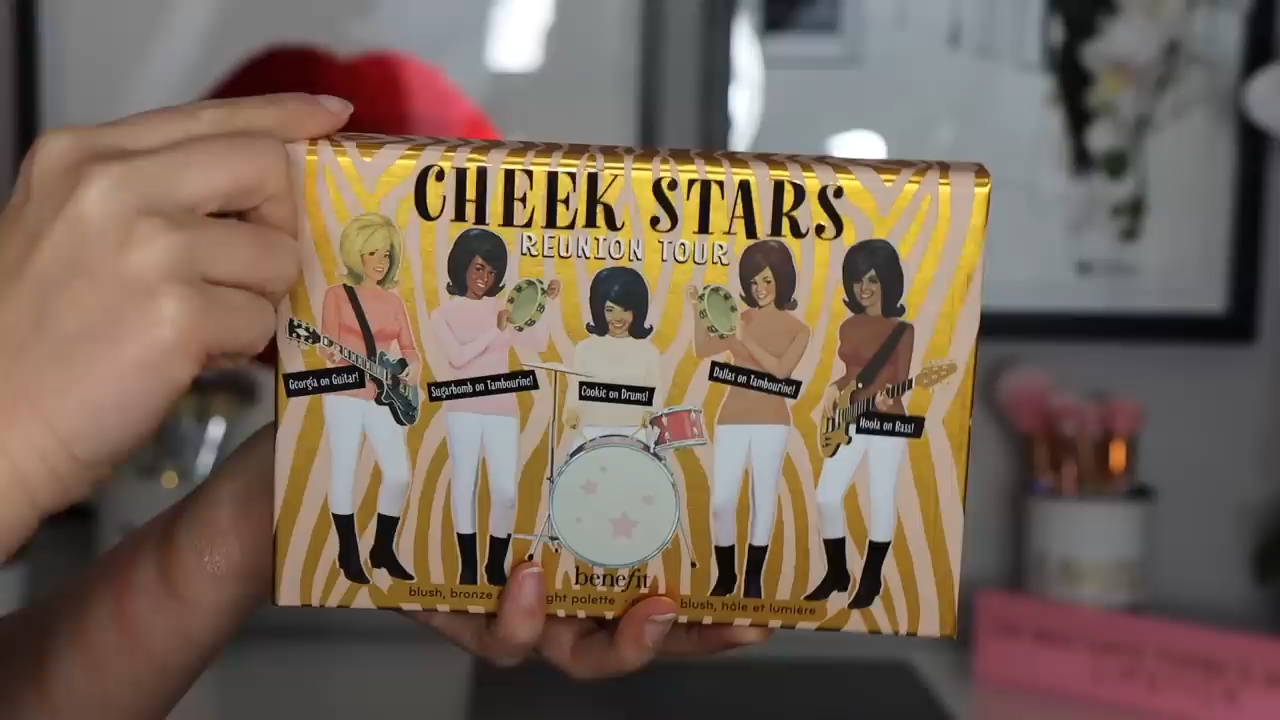 CHEEK STARS
REUNION TOUR
Georgia on Guitar!
Sugarbomb on Tambourine!
Cookie on Drums!
Dallas on Tambourine!
Hoola on Bass!
benefit
blush, bronze ght palette · blush, hâle et lumière